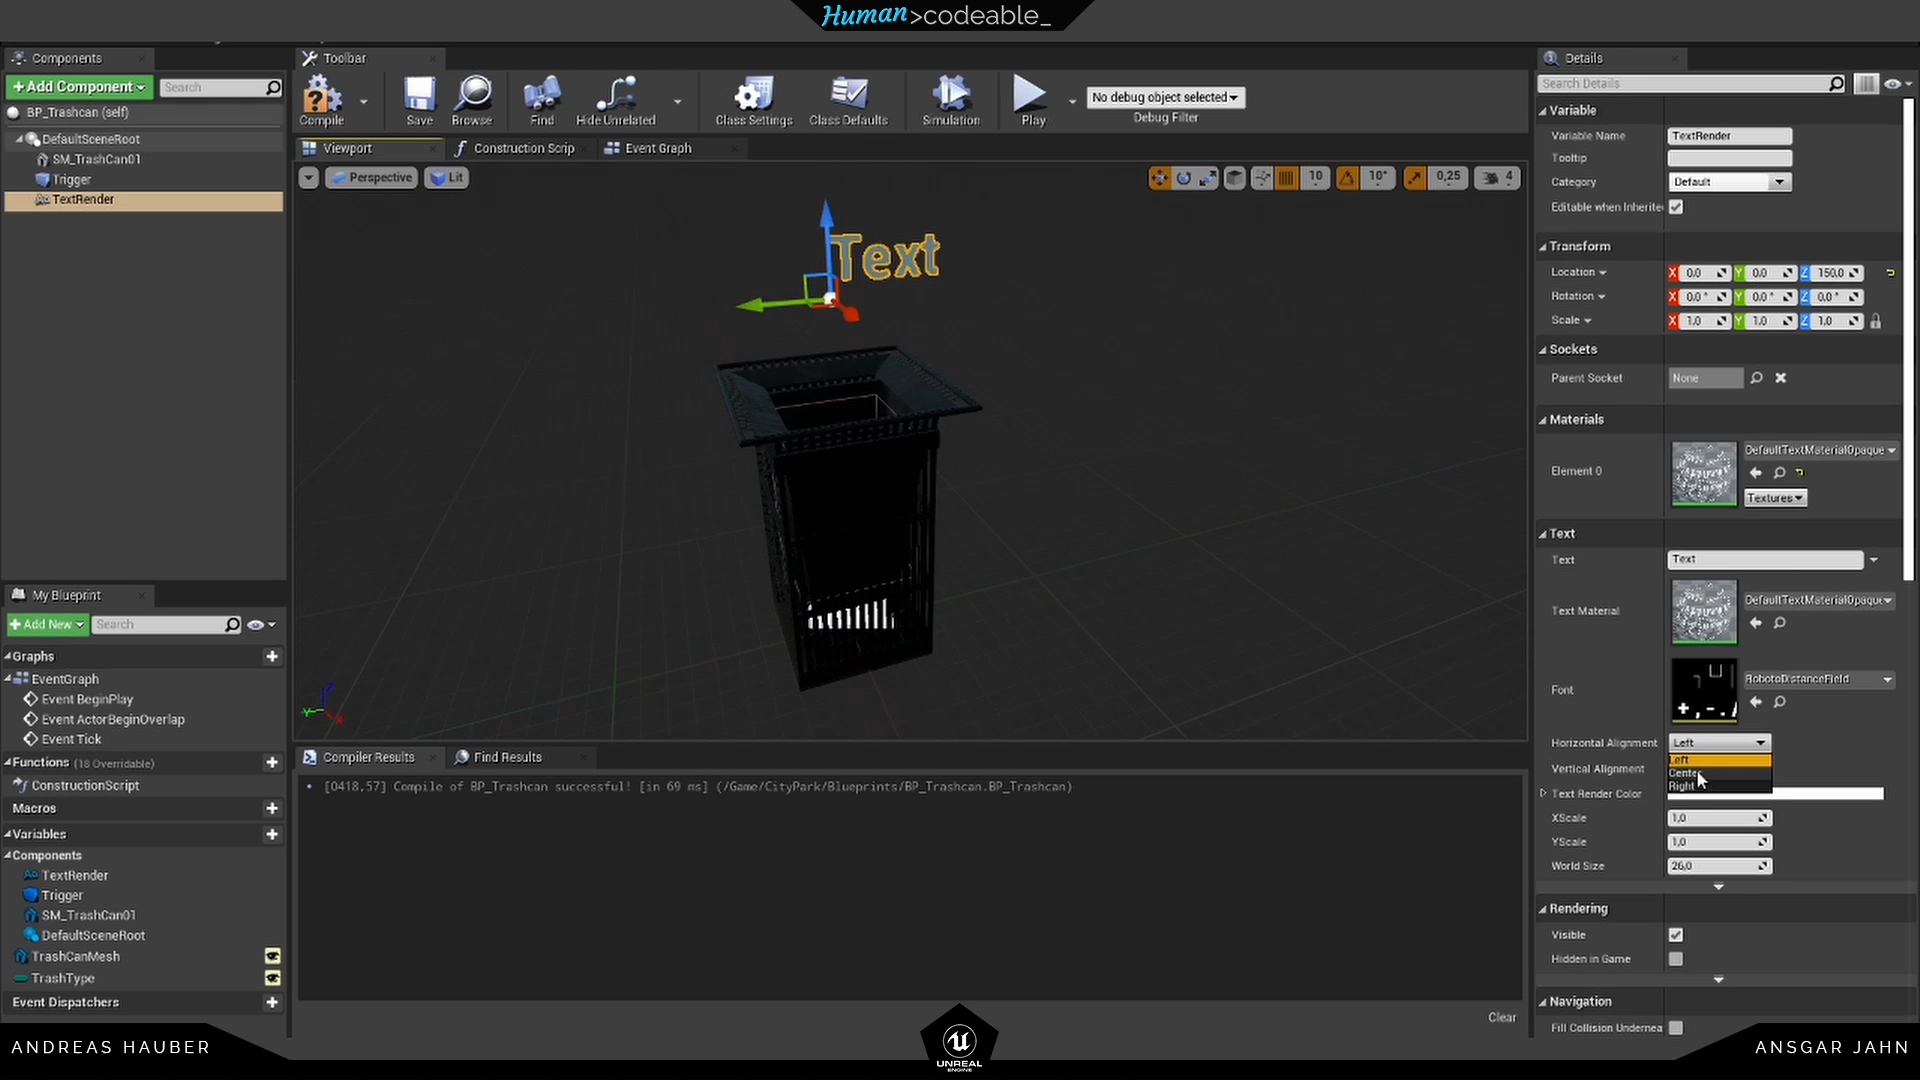 Human>codeable_
Components
Toolbar
Details
+Add Component
Search
BP_Trashcan (self)
DefaultSceneRoot
SM_TrashCan01
Trigger
TextRender
Compile
Save
Browse
Find
Hide Unrelated
Class Settings
Class Defaults
Simulation
Play
No debug object selected
Debug Filter
Viewport
Construction Scrip
Event Graph
Perspective
Lit
10
10°
0,25
4
Text
Search Details
Variable
Variable Name
TextRender
Tooltip
Category
Default
Editable when Inherite
Transform
Location
X 0,0 Y 0,0 Z 150,0
Rotation
X 0,0 ° Y 0,0 ° Z 0,0 °
Scale
X 1,0 Y 1,0 Z 1,0
Sockets
Parent Socket
None
Materials
Element 0
DefaultTextMaterialOpaque
Textures
Text
Text
Text
Text Material
DefaultTextMaterialOpaque
Font
RobotoDistanceField
Horizontal Alignment
Left
Left
Center
Right
Vertical Alignment
Text Render Color
XScale
1,0
YScale
1,0
World Size
26,0
Rendering
Visible
Hidden in Game
Navigation
Fill Collision Undernea
My Blueprint
+Add New
Search
Graphs
EventGraph
Event BeginPlay
Event ActorBeginOverlap
Event Tick
Functions (18 Overridable)
ConstructionScript
Macros
Variables
Components
TextRender
Trigger
SM_TrashCan01
DefaultSceneRoot
TrashCanMesh
TrashType
Event Dispatchers
Compiler Results
Find Results
[0418,57] Compile of BP_Trashcan successful! [in 69 ms] (/Game/CityPark/Blueprints/BP_Trashcan.BP_Trashcan)
Clear
ANDREAS HAUBER
UNREAL
ENGINE
ANSGAR JAHN